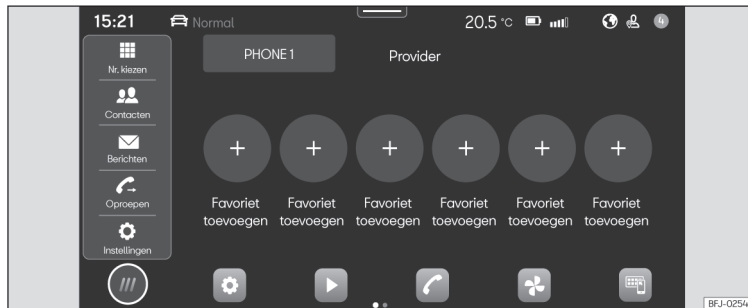 15:21 Normal 20.5 °C 4
PHONE 1 Provider
Nr. kiezen
Contacten
Berichten
Oproepen
Instellingen
Favoriet toevoegen
Favoriet toevoegen
Favoriet toevoegen
Favoriet toevoegen
Favoriet toevoegen
Favoriet toevoegen
BFJ-0254